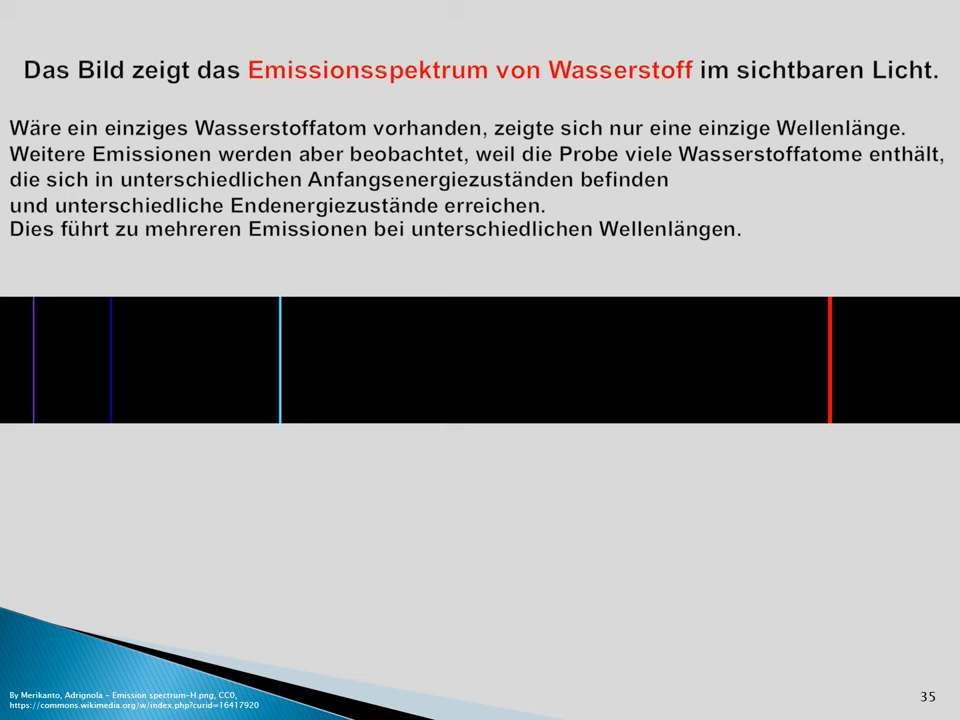 Das Bild zeigt das Emissionsspektrum von Wasserstoff im sichtbaren Licht.
Wäre ein einziges Wasserstoffatom vorhanden, zeigte sich nur eine einzige Wellenlänge.
Weitere Emissionen werden aber beobachtet, weil die Probe viele Wasserstoffatome enthält,
die sich in unterschiedlichen Anfangsenergiezuständen befinden
und unterschiedliche Endenergiezustände erreichen.
Dies führt zu mehreren Emissionen bei unterschiedlichen Wellenlängen.
By Merikanto, Adrignola - Emission spectrum-H.png, CC0,
https://commons.wikimedia.org/w/index.php?curid=16417920
35